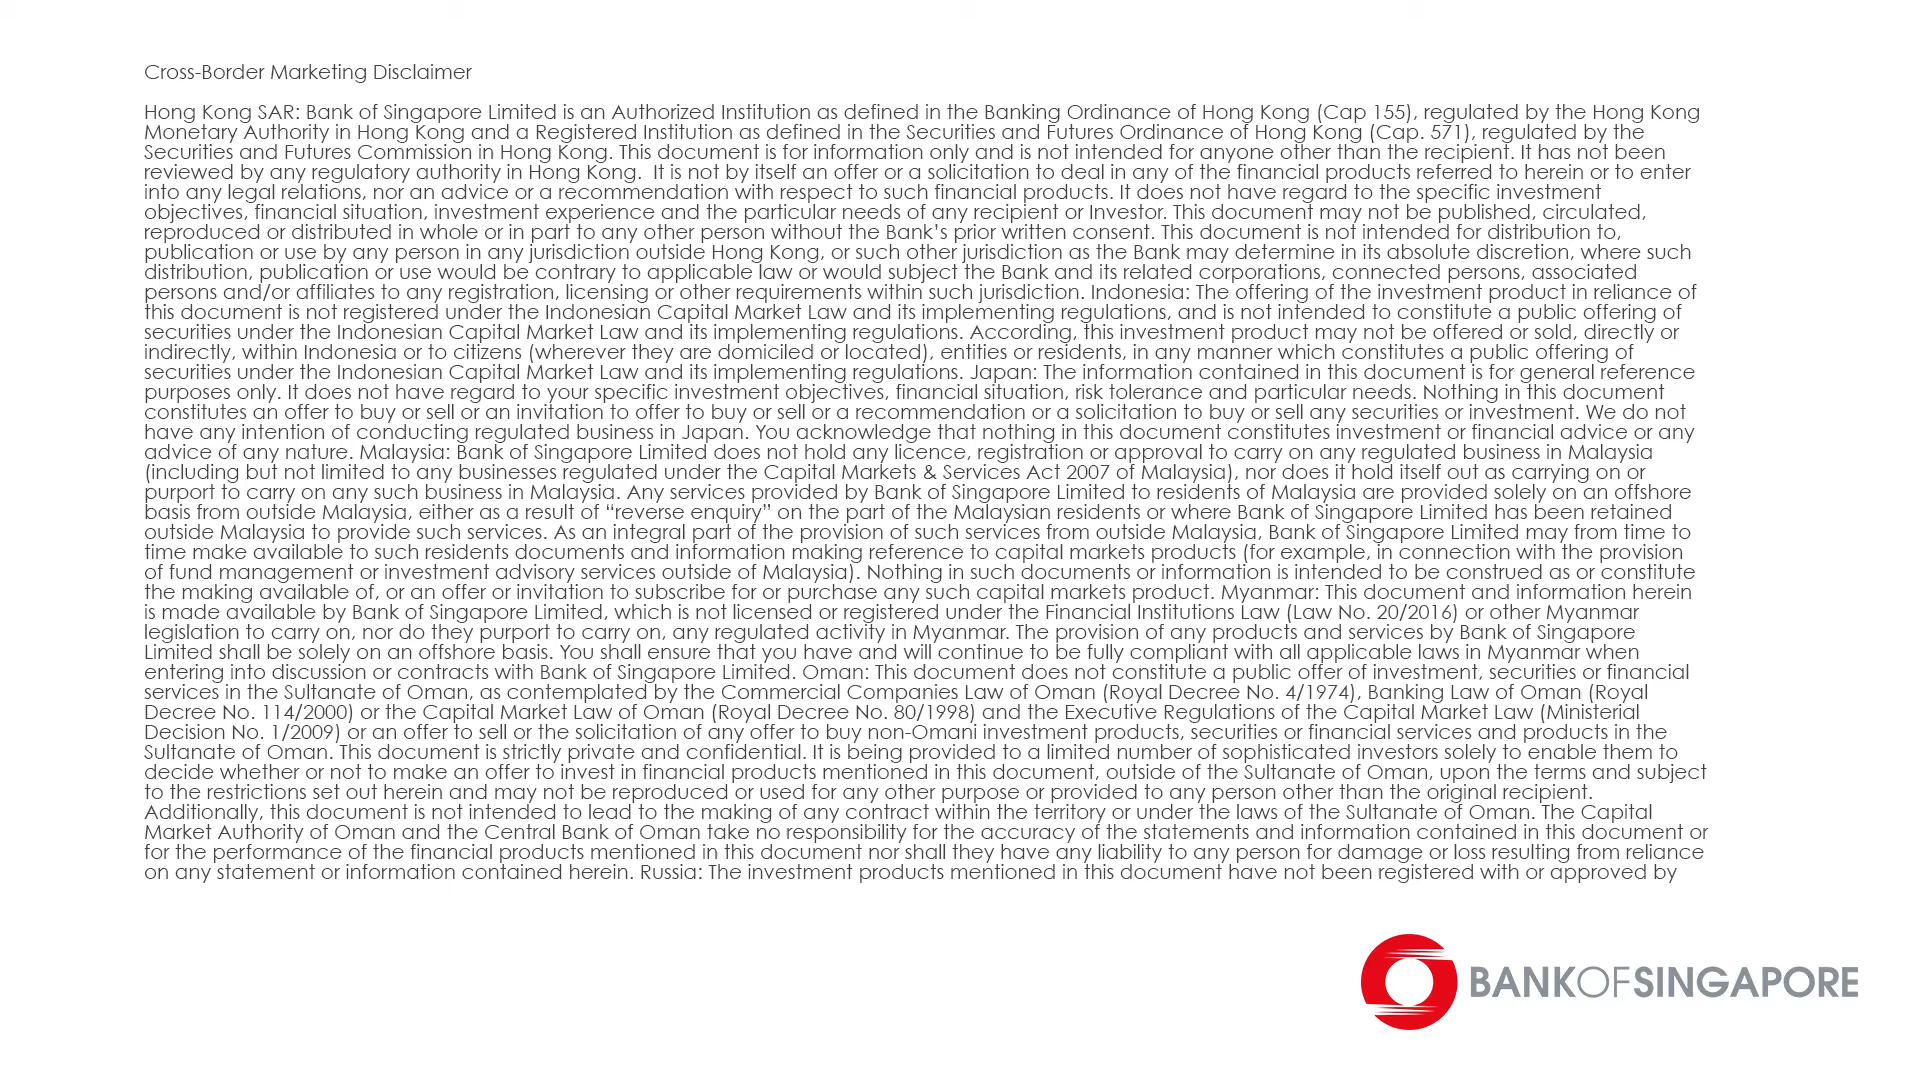 Cross-Border Marketing Disclaimer
Hong Kong SAR: Bank of Singapore Limited is an Authorized Institution as defined in the Banking Ordinance of Hong Kong (Cap 155), regulated by the Hong Kong
Monetary Authority in Hong Kong and a Registered Institution as defined in the Securities and Futures Ordinance of Hong Kong (Cap. 571), regulated by the
Securities and Futures Commission in Hong Kong. This document is for information only and is not intended for anyone other than the recipient. It has not been
reviewed by any regulatory authority in Hong Kong.  It is not by itself an offer or a solicitation to deal in any of the financial products referred to herein or to enter
into any legal relations, nor an advice or a recommendation with respect to such financial products. It does not have regard to the specific investment
objectives, financial situation, investment experience and the particular needs of any recipient or Investor. This document may not be published, circulated,
reproduced or distributed in whole or in part to any other person without the Bank’s prior written consent. This document is not intended for distribution to,
publication or use by any person in any jurisdiction outside Hong Kong, or such other jurisdiction as the Bank may determine in its absolute discretion, where such
distribution, publication or use would be contrary to applicable law or would subject the Bank and its related corporations, connected persons, associated
persons and/or affiliates to any registration, licensing or other requirements within such jurisdiction. Indonesia: The offering of the investment product in reliance of
this document is not registered under the Indonesian Capital Market Law and its implementing regulations, and is not intended to constitute a public offering of
securities under the Indonesian Capital Market Law and its implementing regulations. According, this investment product may not be offered or sold, directly or
indirectly, within Indonesia or to citizens (wherever they are domiciled or located), entities or residents, in any manner which constitutes a public offering of
securities under the Indonesian Capital Market Law and its implementing regulations. Japan: The information contained in this document is for general reference
purposes only. It does not have regard to your specific investment objectives, financial situation, risk tolerance and particular needs. Nothing in this document
constitutes an offer to buy or sell or an invitation to offer to buy or sell or a recommendation or a solicitation to buy or sell any securities or investment. We do not
have any intention of conducting regulated business in Japan. You acknowledge that nothing in this document constitutes investment or financial advice or any
advice of any nature. Malaysia: Bank of Singapore Limited does not hold any licence, registration or approval to carry on any regulated business in Malaysia
(including but not limited to any businesses regulated under the Capital Markets & Services Act 2007 of Malaysia), nor does it hold itself out as carrying on or
purport to carry on any such business in Malaysia. Any services provided by Bank of Singapore Limited to residents of Malaysia are provided solely on an offshore
basis from outside Malaysia, either as a result of “reverse enquiry” on the part of the Malaysian residents or where Bank of Singapore Limited has been retained
outside Malaysia to provide such services. As an integral part of the provision of such services from outside Malaysia, Bank of Singapore Limited may from time to
time make available to such residents documents and information making reference to capital markets products (for example, in connection with the provision
of fund management or investment advisory services outside of Malaysia). Nothing in such documents or information is intended to be construed as or constitute
the making available of, or an offer or invitation to subscribe for or purchase any such capital markets product. Myanmar: This document and information herein
is made available by Bank of Singapore Limited, which is not licensed or registered under the Financial Institutions Law (Law No. 20/2016) or other Myanmar
legislation to carry on, nor do they purport to carry on, any regulated activity in Myanmar. The provision of any products and services by Bank of Singapore
Limited shall be solely on an offshore basis. You shall ensure that you have and will continue to be fully compliant with all applicable laws in Myanmar when
entering into discussion or contracts with Bank of Singapore Limited. Oman: This document does not constitute a public offer of investment, securities or financial
services in the Sultanate of Oman, as contemplated by the Commercial Companies Law of Oman (Royal Decree No. 4/1974), Banking Law of Oman (Royal
Decree No. 114/2000) or the Capital Market Law of Oman (Royal Decree No. 80/1998) and the Executive Regulations of the Capital Market Law (Ministerial
Decision No. 1/2009) or an offer to sell or the solicitation of any offer to buy non-Omani investment products, securities or financial services and products in the
Sultanate of Oman. This document is strictly private and confidential. It is being provided to a limited number of sophisticated investors solely to enable them to
decide whether or not to make an offer to invest in financial products mentioned in this document, outside of the Sultanate of Oman, upon the terms and subject
to the restrictions set out herein and may not be reproduced or used for any other purpose or provided to any person other than the original recipient.
Additionally, this document is not intended to lead to the making of any contract within the territory or under the laws of the Sultanate of Oman. The Capital
Market Authority of Oman and the Central Bank of Oman take no responsibility for the accuracy of the statements and information contained in this document or
for the performance of the financial products mentioned in this document nor shall they have any liability to any person for damage or loss resulting from reliance
on any statement or information contained herein. Russia: The investment products mentioned in this document have not been registered with or approved by
BANKOFSINGAPORE